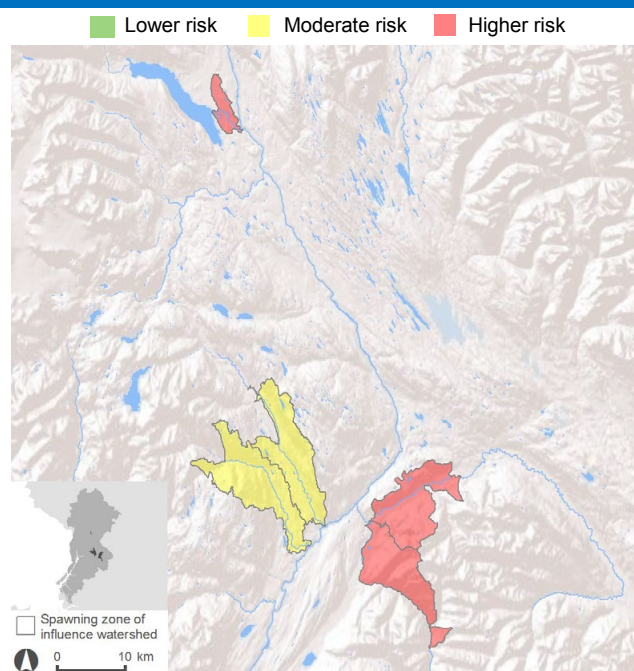 Lower risk Moderate risk Higher risk
Spawning zone of
influence watershed
0 10 km